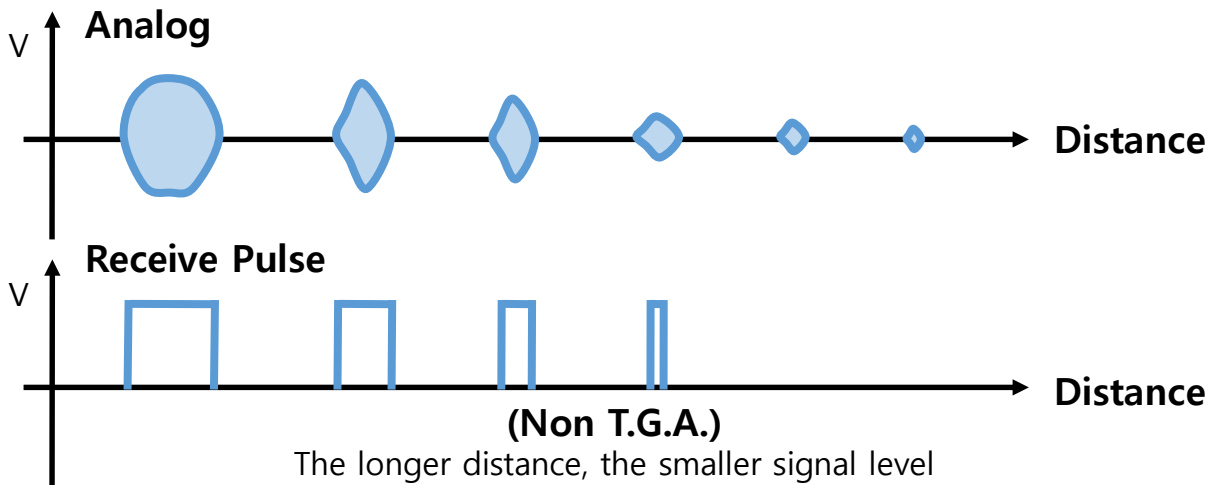 Analog
V
Distance
Receive Pulse
V
Distance
(Non T.G.A.)
The longer distance, the smaller signal level